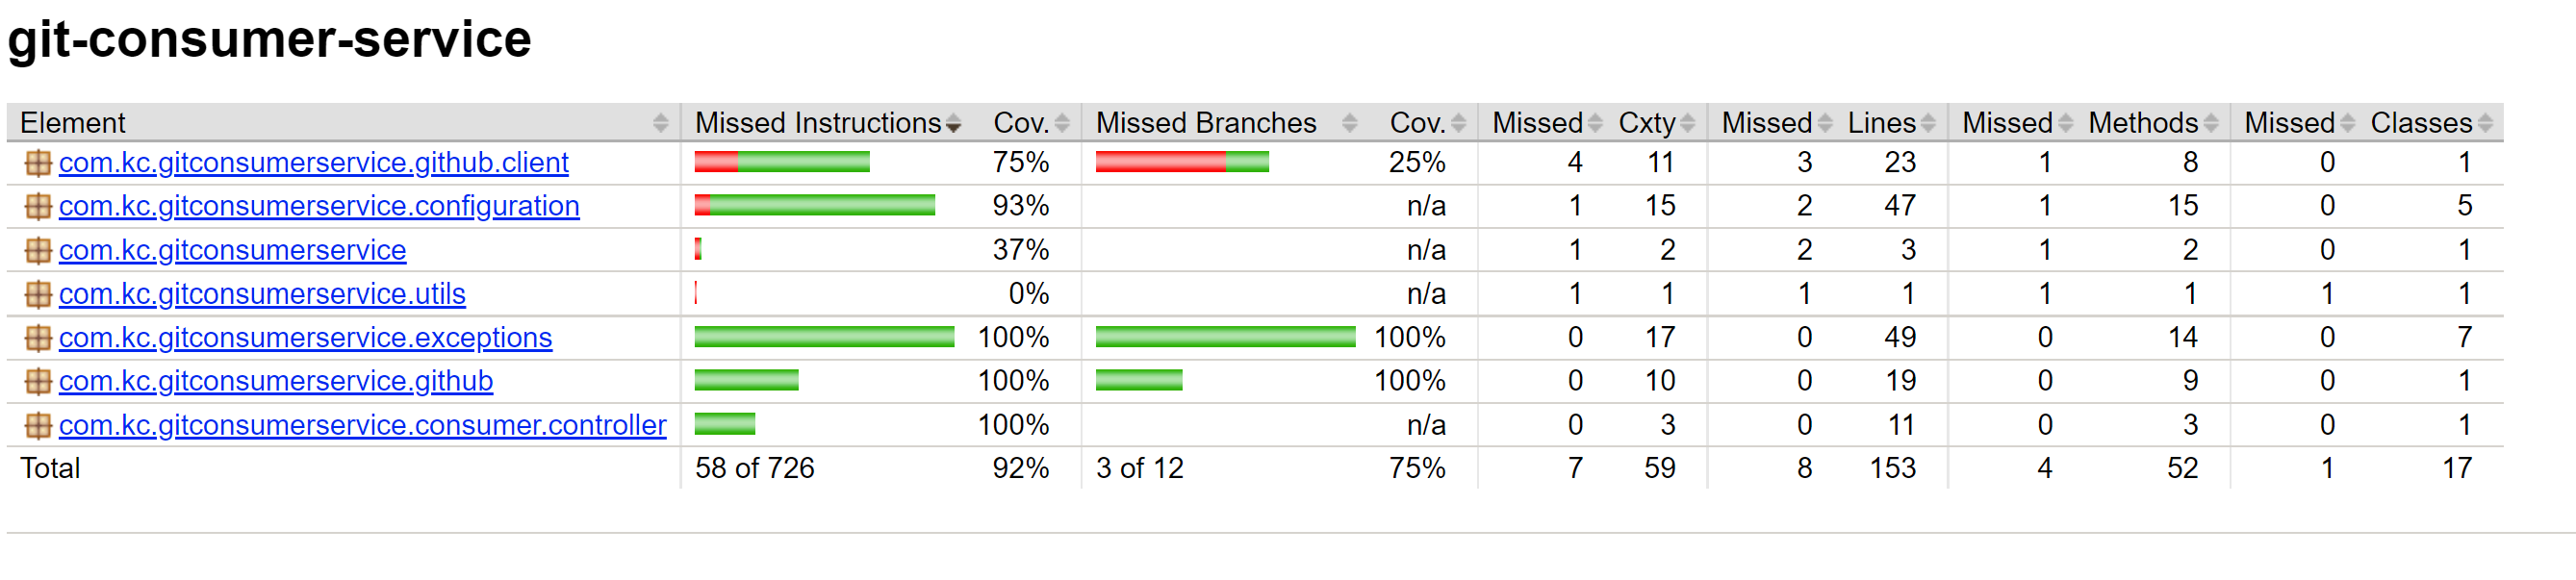 git-consumer-service
Element Missed Instructions Cov. Missed Branches Cov. Missed Cxty Missed Lines Missed Methods Missed Classes
com.kc.gitconsumerservice.github.client 75% 25% 4 11 3 23 1 8 0 1
com.kc.gitconsumerservice.configuration 93% n/a 1 15 2 47 1 15 0 5
com.kc.gitconsumerservice 37% n/a 1 2 2 3 1 2 0 1
com.kc.gitconsumerservice.utils 0% n/a 1 1 1 1 1 1 1 1
com.kc.gitconsumerservice.exceptions 100% 100% 0 17 0 49 0 14 0 7
com.kc.gitconsumerservice.github 100% 100% 0 10 0 19 0 9 0 1
com.kc.gitconsumerservice.consumer.controller 100% n/a 0 3 0 11 0 3 0 1
Total 58 of 726 92% 3 of 12 75% 7 59 8 153 4 52 1 17